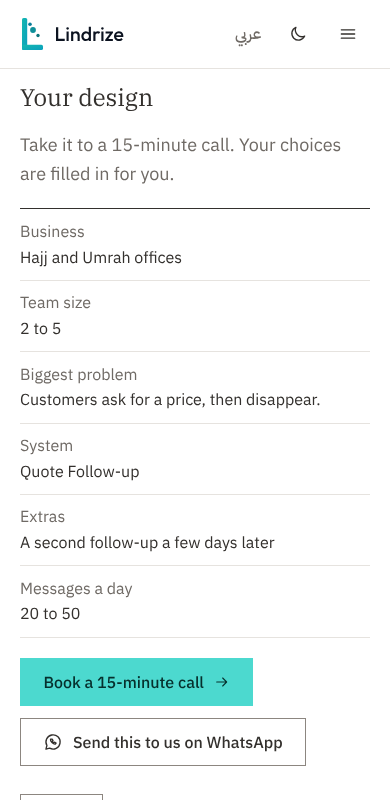 Lindrize
عربي
Your design
Take it to a 15-minute call. Your choices
are filled in for you.
Business
Hajj and Umrah offices
Team size
2 to 5
Biggest problem
Customers ask for a price, then disappear.
System
Quote Follow-up
Extras
A second follow-up a few days later
Messages a day
20 to 50
Book a 15-minute call →
Send this to us on WhatsApp